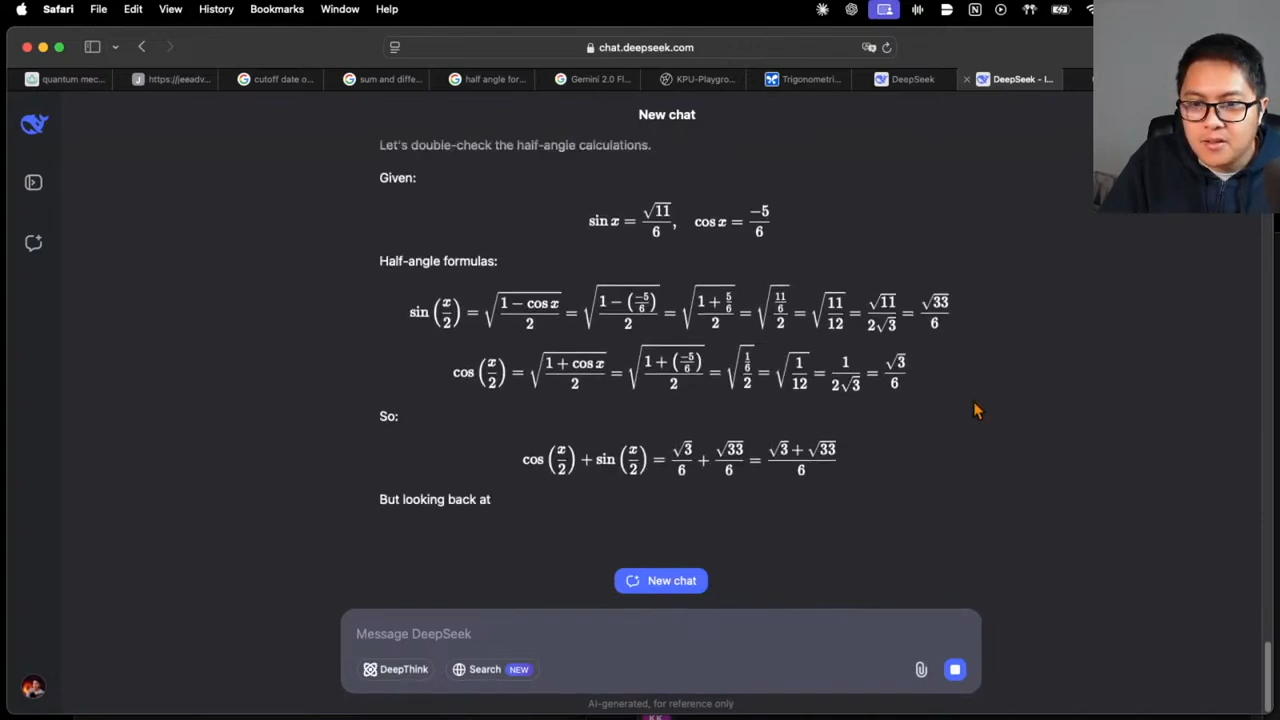 Safari File Edit View History Bookmarks Window Help
chat.deepseek.com
quantum mec... https://jeeadv... cutoff date o... sum and diffe... half angle for... Gemini 2.0 Fl... KPU-Playgro... Trigonometri... DeepSeek DeepSeek - I...
New chat
Let's double-check the half-angle calculations.
Given:
sin x = √11/6, cos x = −5/6
Half-angle formulas:
sin (x/2) = √((1 − cos x)/2) = √((1 − (−5/6))/2) = √((1 + 5/6)/2) = √((11/6)/2) = √(11/12) = √11/(2√3) = √33/6
cos (x/2) = √((1 + cos x)/2) = √((1 + (−5/6))/2) = √((1/6)/2) = √(1/12) = 1/(2√3) = √3/6
So:
cos (x/2) + sin (x/2) = √3/6 + √33/6 = (√3 + √33)/6
But looking back at
New chat
Message DeepSeek
DeepThink Search NEW
AI-generated, for reference only